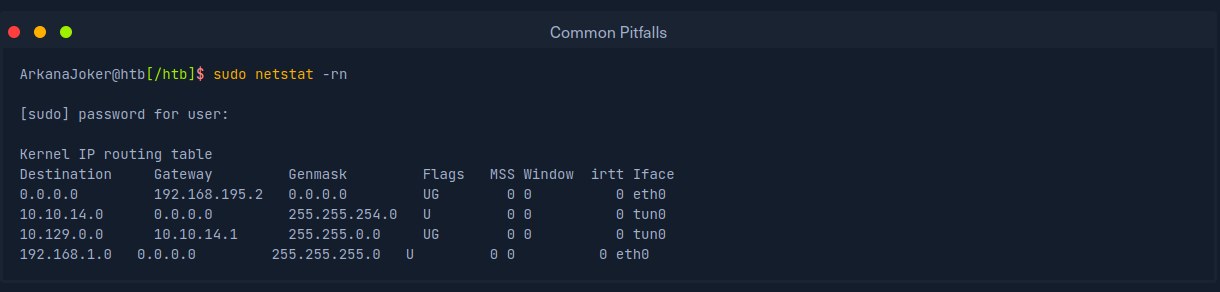 Common Pitfalls
ArkanaJoker@htb[/htb]$ sudo netstat -rn
[sudo] password for user:
Kernel IP routing table
Destination     Gateway         Genmask         Flags   MSS Window  irtt Iface
0.0.0.0         192.168.195.2   0.0.0.0         UG        0 0          0 eth0
10.10.14.0      0.0.0.0         255.255.254.0   U         0 0          0 tun0
10.129.0.0      10.10.14.1      255.255.0.0     UG        0 0          0 tun0
192.168.1.0   0.0.0.0         255.255.255.0   U         0 0          0 eth0